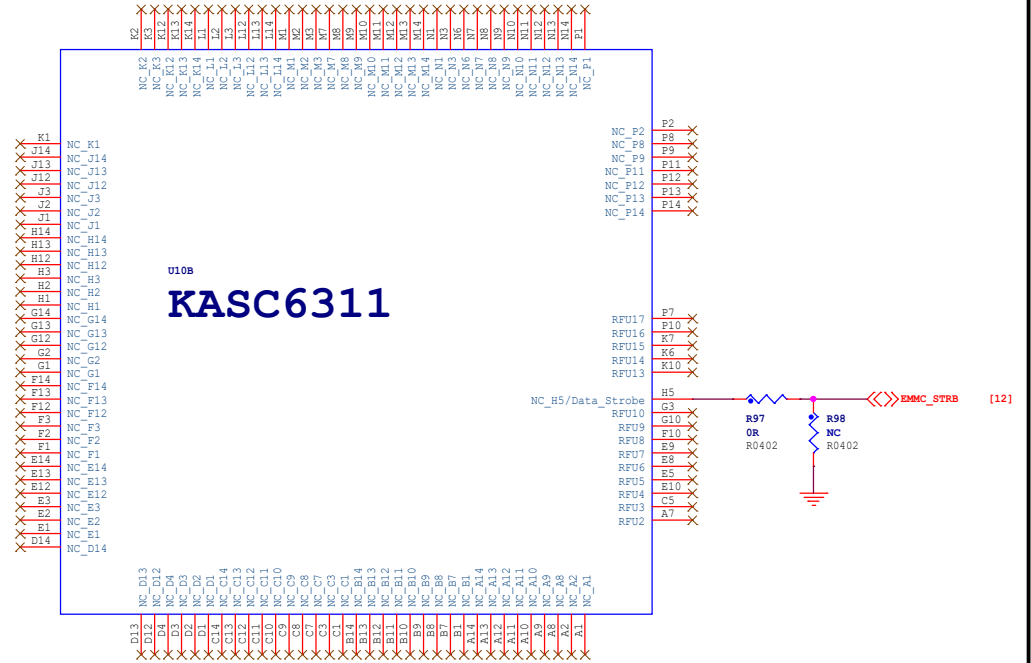 K2 K3 K12 K13 K14 L1 L2 L3 L12 L13 L14 M1 M2 M3 M7 M8 M9 M10 M11 M12 M13 M14 N1 N3 N6 N7 N8 N9 N10 N11 N12 N13 N14 P1
NC_K2 NC_K3 NC_K12 NC_K13 NC_K14 NC_L1 NC_L2 NC_L3 NC_L12 NC_L13 NC_L14 NC_M1 NC_M2 NC_M3 NC_M7 NC_M8 NC_M9 NC_M10 NC_M11 NC_M12 NC_M13 NC_M14 NC_N1 NC_N3 NC_N6 NC_N7 NC_N8 NC_N9 NC_N10 NC_N11 NC_N12 NC_N13 NC_N14 NC_P1
K1 NC_K1
J14 NC_J14
J13 NC_J13
J12 NC_J12
J3 NC_J3
J2 NC_J2
J1 NC_J1
H14 NC_H14
H13 NC_H13
H12 NC_H12
H3 NC_H3
H2 NC_H2
H1 NC_H1
G14 NC_G14
G13 NC_G13
G12 NC_G12
G2 NC_G2
G1 NC_G1
F14 NC_F14
F13 NC_F13
F12 NC_F12
F3 NC_F3
F2 NC_F2
F1 NC_F1
E14 NC_E14
E13 NC_E13
E12 NC_E12
E3 NC_E3
E2 NC_E2
E1 NC_E1
D14 NC_D14
U10B
KASC6311
NC_P2 P2
NC_P8 P8
NC_P9 P9
NC_P11 P11
NC_P12 P12
NC_P13 P13
NC_P14 P14
RFU17 P7
RFU16 P10
RFU15 K7
RFU14 K6
RFU13 K10
NC_H5/Data_Strobe H5
RFU10 G3
RFU9 G10
RFU8 F10
RFU7 E9
RFU6 E8
RFU5 E5
RFU4 E10
RFU3 C5
RFU2 A7
EMMC_STRB [12]
R97
0R
R0402
R98
NC
R0402
NC_D13 NC_D12 NC_D4 NC_D3 NC_D2 NC_D1 NC_C14 NC_C13 NC_C12 NC_C11 NC_C10 NC_C9 NC_C8 NC_C7 NC_C3 NC_C1 NC_B14 NC_B13 NC_B12 NC_B11 NC_B10 NC_B9 NC_B8 NC_B7 NC_B1 NC_A14 NC_A13 NC_A12 NC_A11 NC_A10 NC_A9 NC_A8 NC_A2 NC_A1
D13 D12 D4 D3 D2 D1 C14 C13 C12 C11 C10 C9 C8 C7 C3 C1 B14 B13 B12 B11 B10 B9 B8 B7 B1 A14 A13 A12 A11 A10 A9 A8 A2 A1